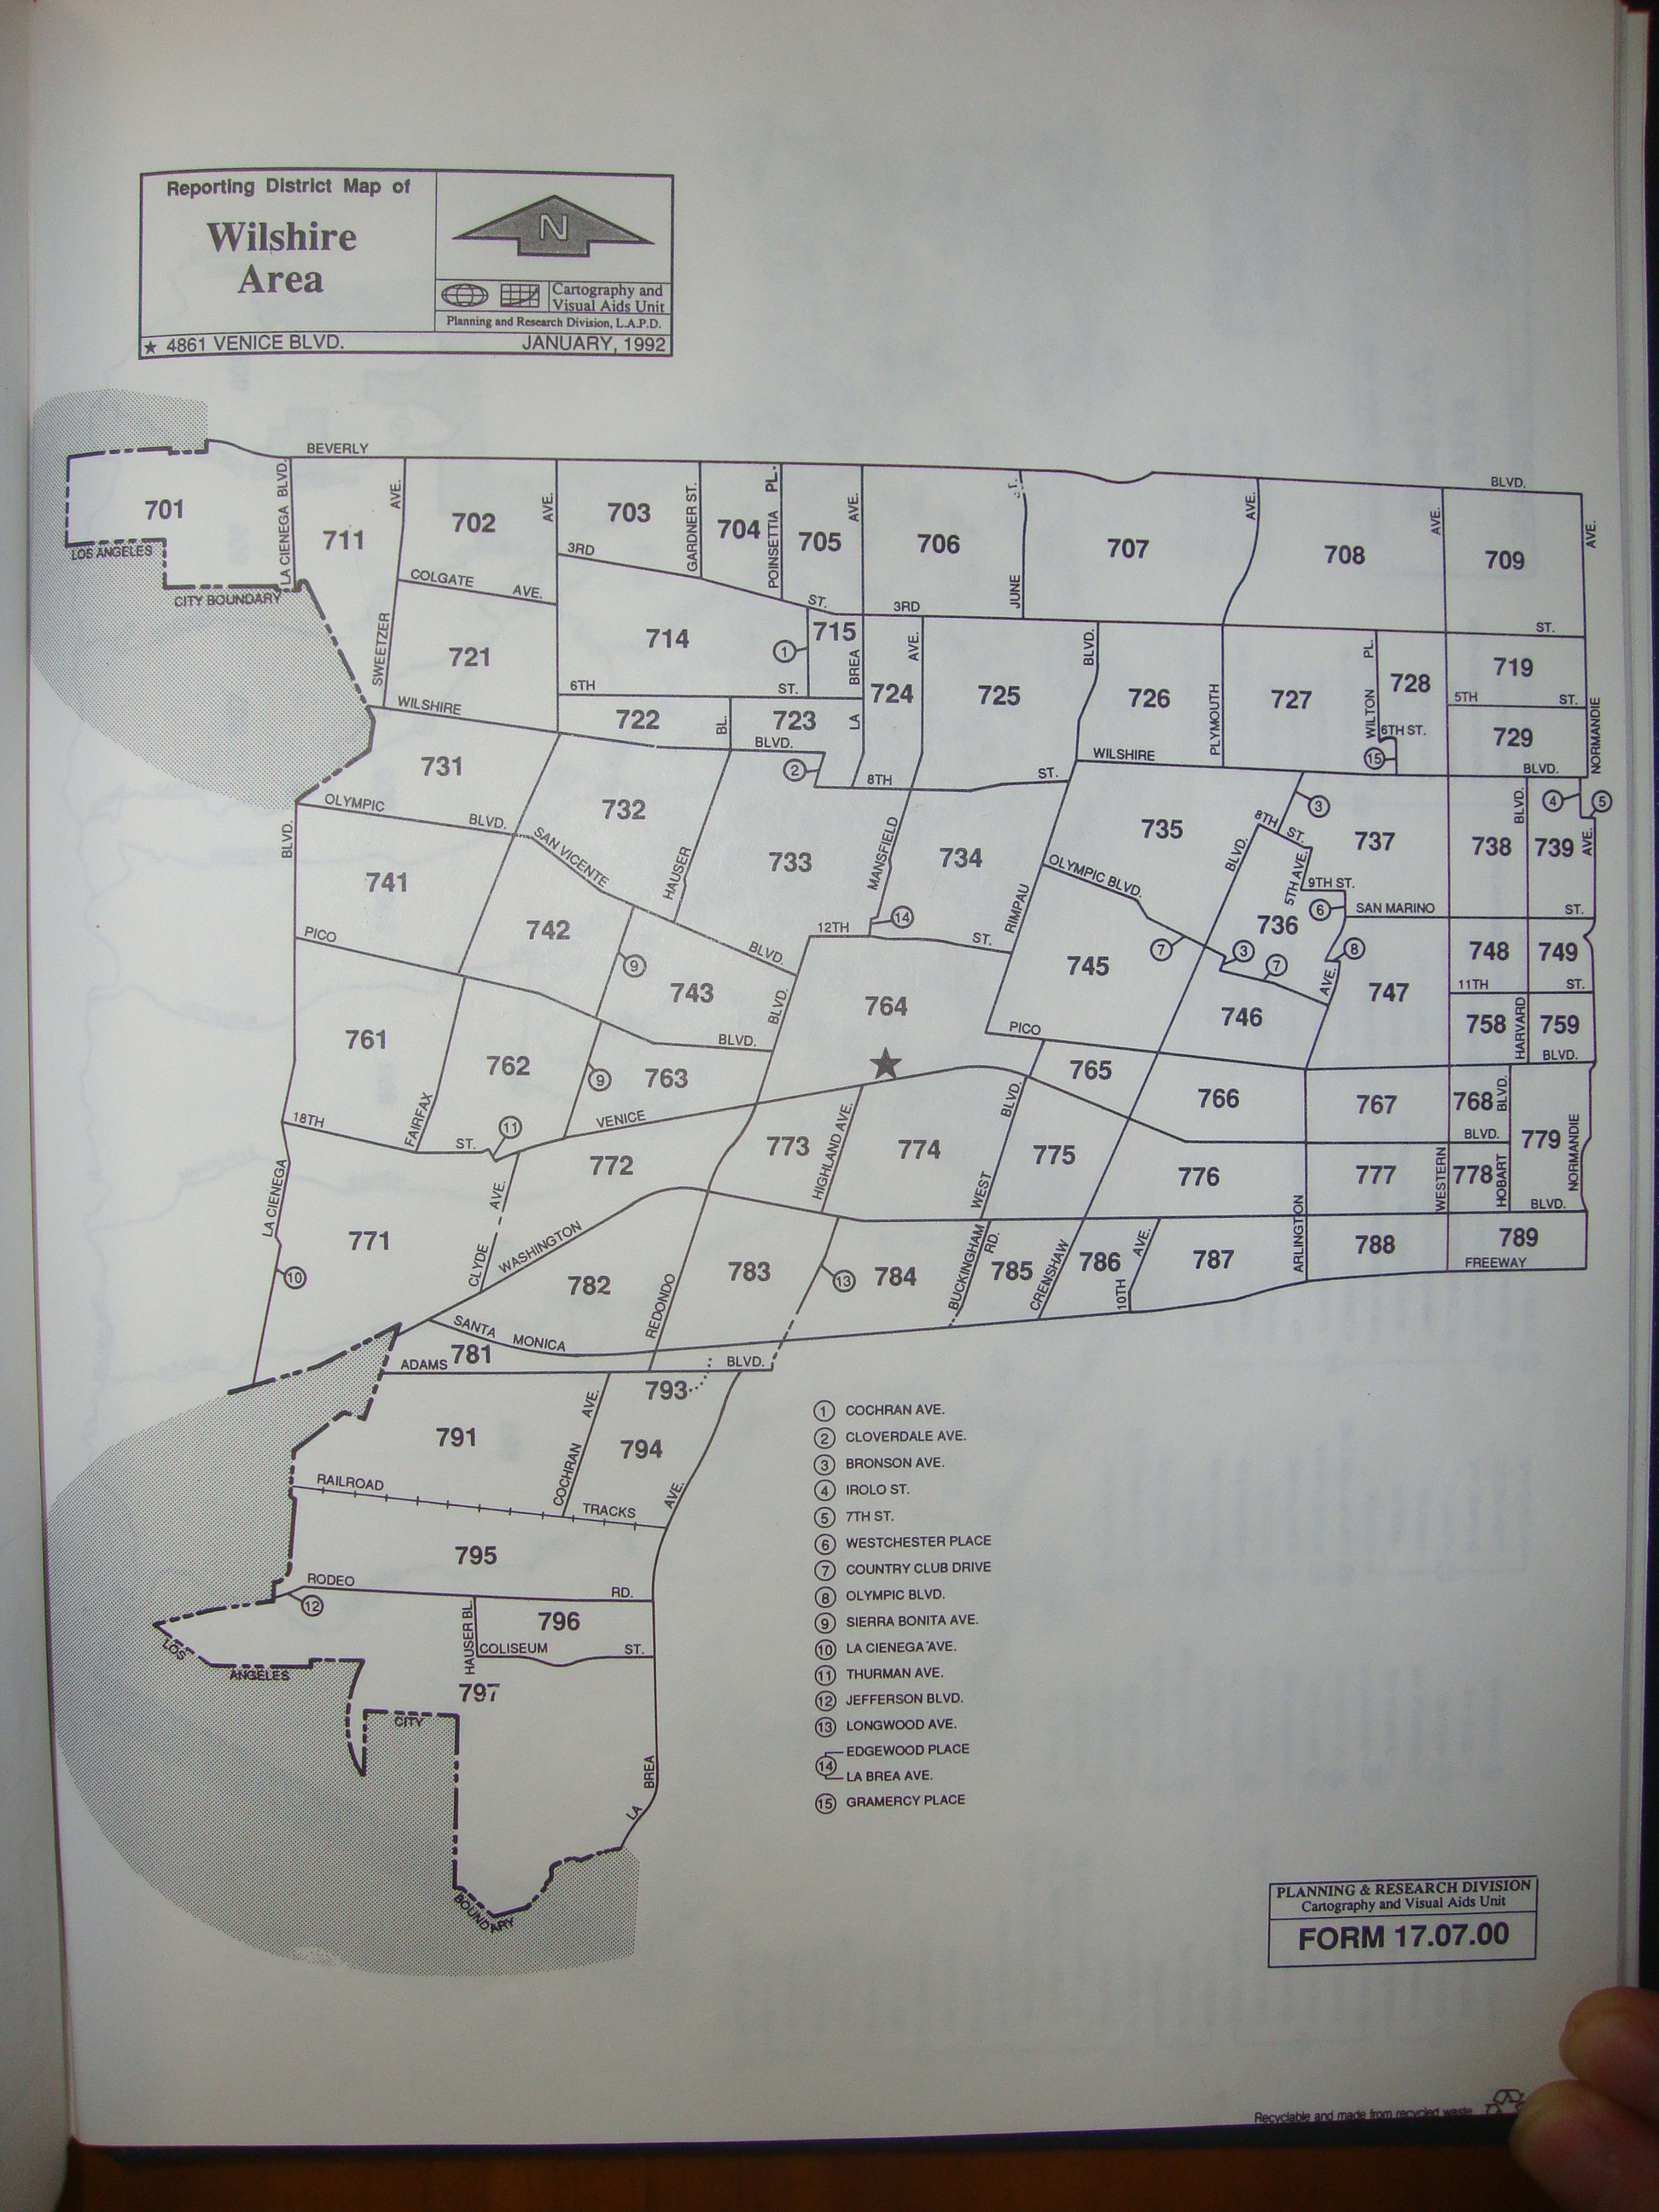 Reporting District Map of
Wilshire
Area
N
Cartography and
Visual Aids Unit
Planning and Research Division, L.A.P.D.
★ 4861 VENICE BLVD. JANUARY, 1992
BEVERLY
BLVD.
701
LA CIENEGA BLVD.
711
AVE.
702
AVE.
703
GARDNER ST.
704
POINSETTIA PL.
705
AVE.
706
JUNE
707
AVE.
708
AVE.
709
AVE.
LOS ANGELES
CITY BOUNDARY
COLGATE AVE.
3RD
ST.
3RD
ST.
SWEETZER
721
714
1
715
BREA
LA
724
AVE.
725
BLVD.
726
PLYMOUTH
727
PL.
WILTON
728
719
5TH ST.
6TH ST.
6TH ST.
WILSHIRE
722
BL.
723
BLVD.
2
8TH ST.
WILSHIRE
15
729
BLVD.
NORMANDIE
731
732
733
MANSFIELD
734
735
3
8TH ST.
BLVD.
737
738
BLVD.
739
4
5
AVE.
OLYMPIC BLVD.
SAN VICENTE
HAUSER
BLVD.
OLYMPIC BLVD.
5TH AVE.
9TH ST.
6
SAN MARINO
ST.
741
742
743
9
BLVD.
12TH
14
ST.
RIMPAU
736
745
7
3
7
8
AVE.
746
747
748
749
11TH ST.
PICO
BLVD.
BLVD.
764
★
PICO
758
HARVARD
759
BLVD.
761
762
FAIRFAX
9
763
765
766
767
768
BLVD.
779
NORMANDIE
18TH
ST.
11
VENICE
BLVD.
BLVD.
LA CIENEGA
AVE.
772
773
HIGHLAND AVE.
774
WEST
775
776
777
WESTERN
778
HOBART
BLVD.
771
10
CLYDE
WASHINGTON
782
REDONDO
783
13
784
BUCKINGHAM RD.
785
CRENSHAW
786
10TH AVE.
787
ARLINGTON
788
789
FREEWAY
SANTA MONICA
781
ADAMS
BLVD.
793
791
COCHRAN AVE.
794
AVE.
RAILROAD TRACKS
795
RODEO RD.
12
HAUSER BL.
796
COLISEUM ST.
LOS ANGELES
797
CITY
LA BREA
BOUNDARY
1 COCHRAN AVE.
2 CLOVERDALE AVE.
3 BRONSON AVE.
4 IROLO ST.
5 7TH ST.
6 WESTCHESTER PLACE
7 COUNTRY CLUB DRIVE
8 OLYMPIC BLVD.
9 SIERRA BONITA AVE.
10 LA CIENEGA AVE.
11 THURMAN AVE.
12 JEFFERSON BLVD.
13 LONGWOOD AVE.
14 EDGEWOOD PLACE
LA BREA AVE.
15 GRAMERCY PLACE
PLANNING & RESEARCH DIVISION
Cartography and Visual Aids Unit
FORM 17.07.00
Recyclable and made from recycled waste